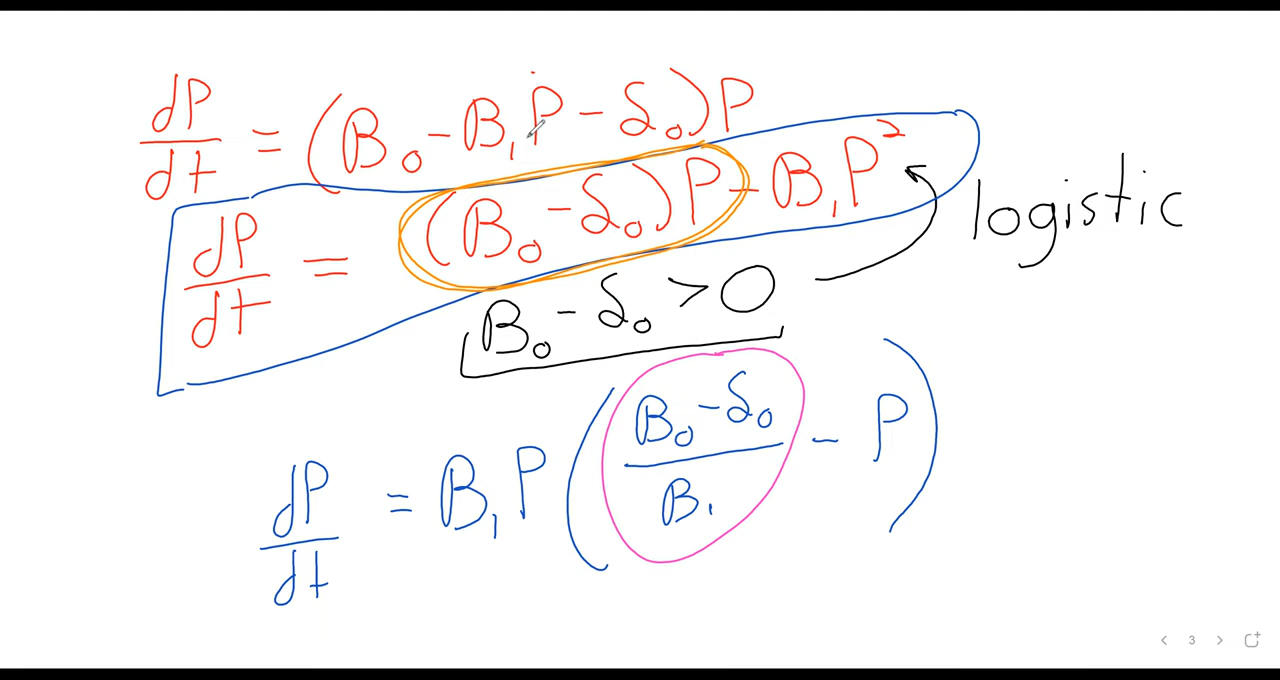 dP/dt = (B₀ - B₁P - δ₀)P
dP/dt = (B₀ - δ₀)P - B₁P²
logistic
B₀ - δ₀ > 0
dP/dt = B₁P((B₀ - δ₀)/B₁ - P)
3